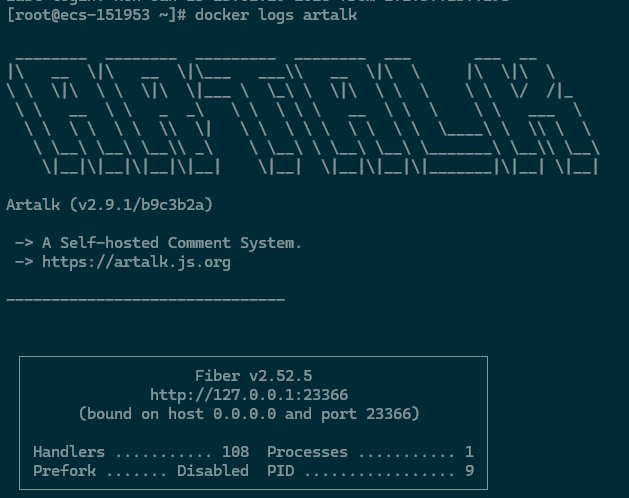 [root@ecs-151953 ~]# docker logs artalk
ARTALK
Artalk (v2.9.1/b9c3b2a)
-> A Self-hosted Comment System.
-> https://artalk.js.org
Fiber v2.52.5
http://127.0.0.1:23366
(bound on host 0.0.0.0 and port 23366)
Handlers ........... 108 Processes ........... 1
Prefork ....... Disabled PID ................. 9